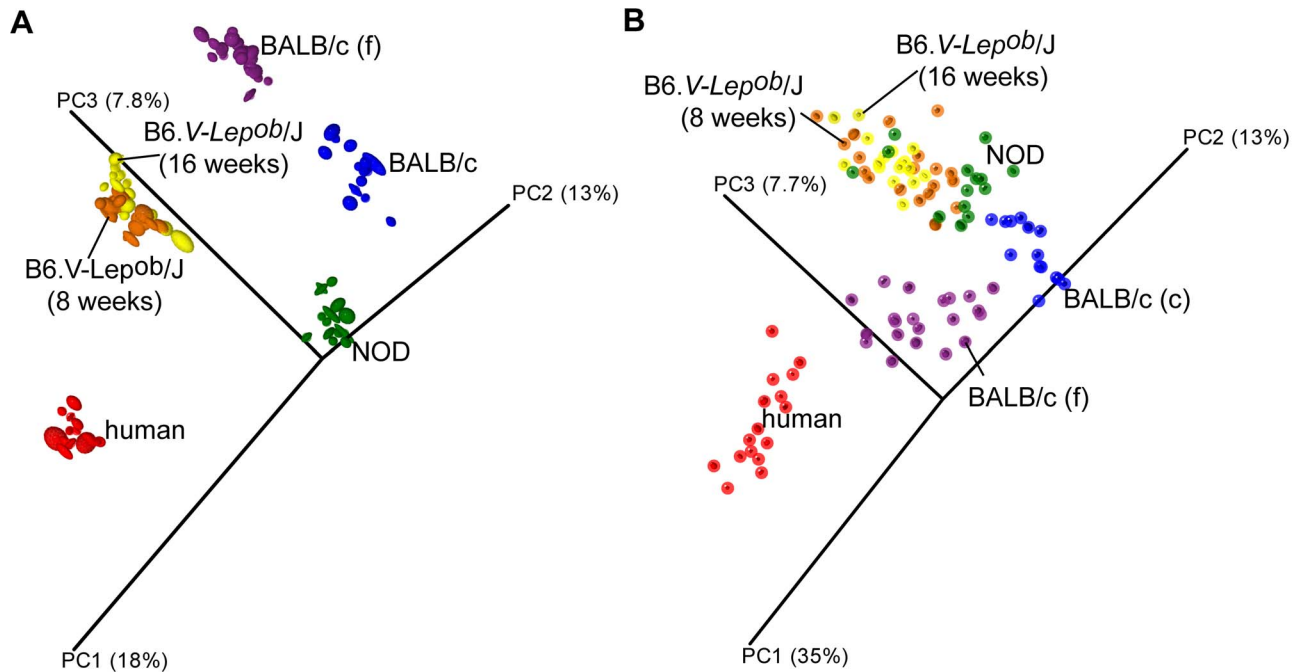 A
BALB/c (f)
PC3 (7.8%)
B6.V-Lepob/J
(16 weeks)
BALB/c
PC2 (13%)
B6.V-Lepob/J
(8 weeks)
NOD
human
PC1 (18%)
B
B6.V-Lepob/J
(16 weeks)
B6.V-Lepob/J
(8 weeks)
NOD
PC2 (13%)
PC3 (7.7%)
BALB/c (c)
BALB/c (f)
human
PC1 (35%)